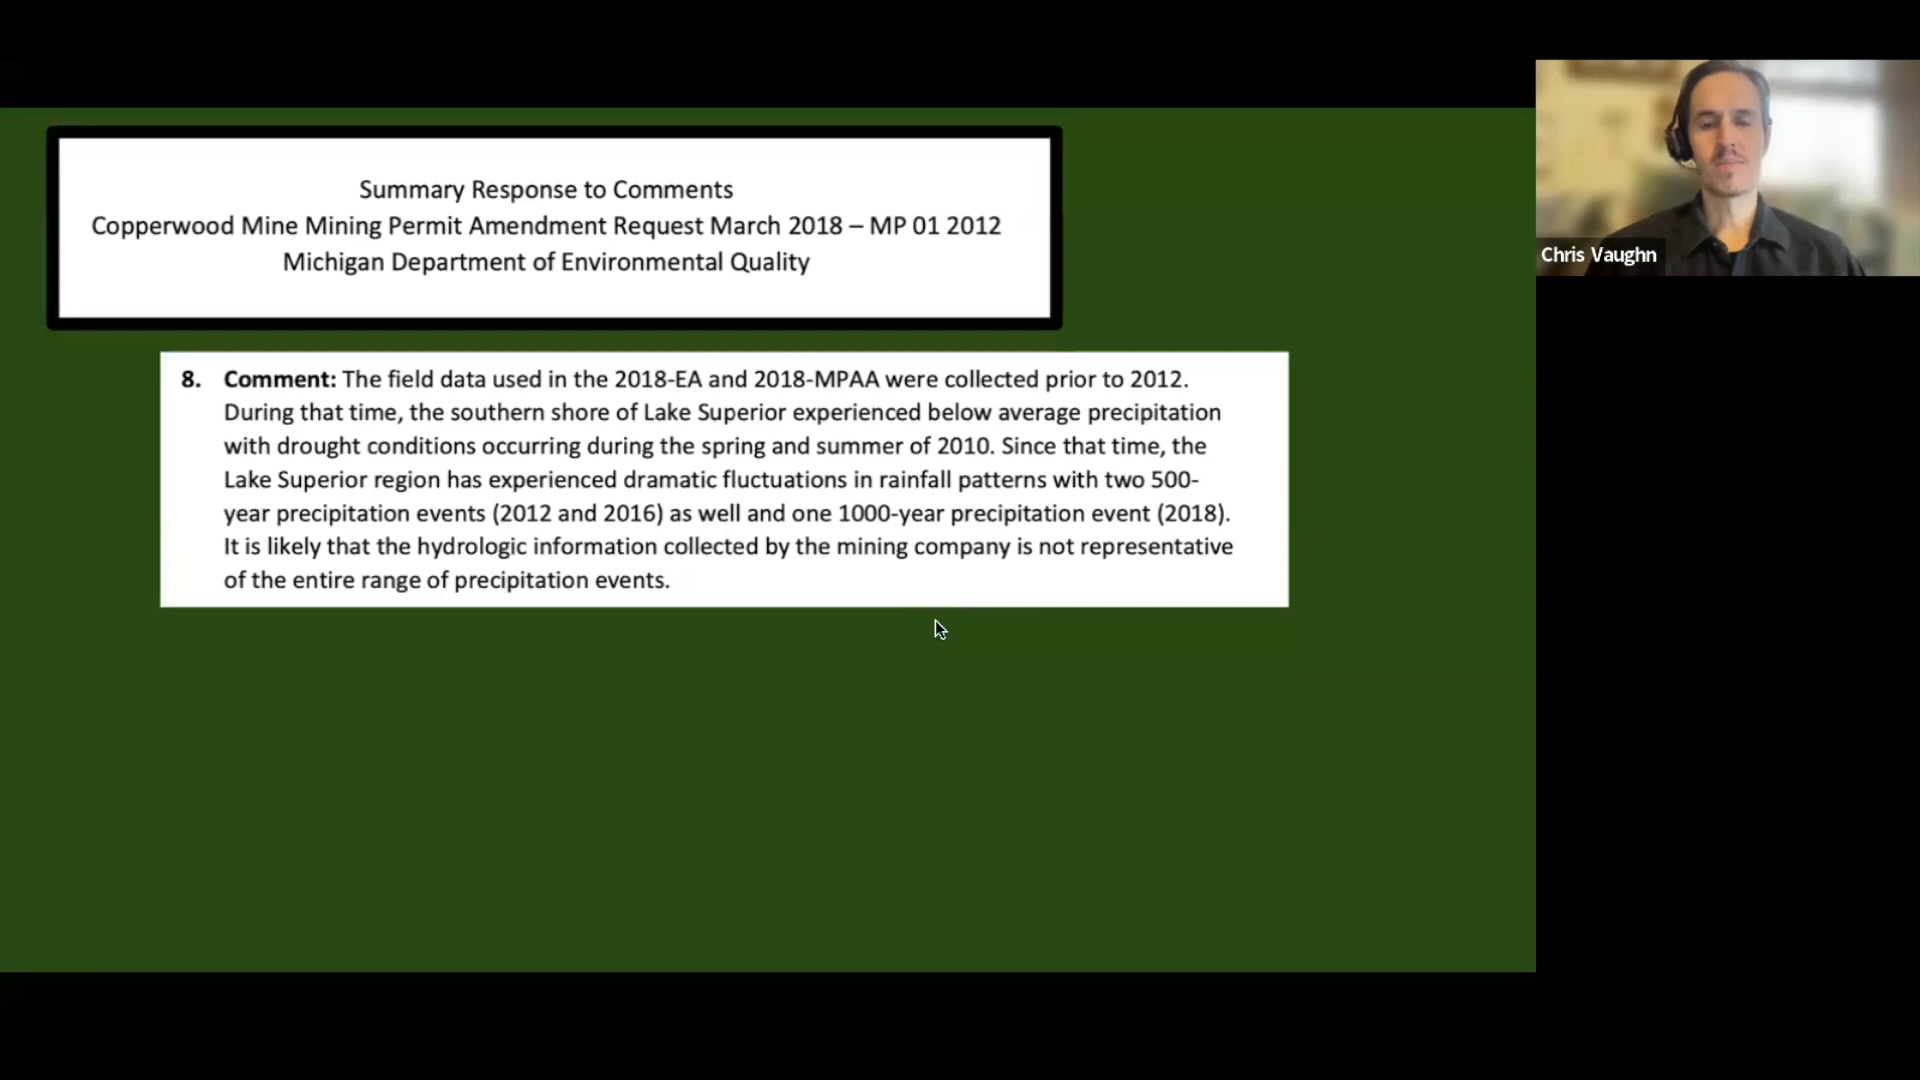 Summary Response to Comments
Copperwood Mine Mining Permit Amendment Request March 2018 – MP 01 2012
Michigan Department of Environmental Quality
Chris Vaughn
8. Comment: The field data used in the 2018-EA and 2018-MPAA were collected prior to 2012.
During that time, the southern shore of Lake Superior experienced below average precipitation
with drought conditions occurring during the spring and summer of 2010. Since that time, the
Lake Superior region has experienced dramatic fluctuations in rainfall patterns with two 500-
year precipitation events (2012 and 2016) as well and one 1000-year precipitation event (2018).
It is likely that the hydrologic information collected by the mining company is not representative
of the entire range of precipitation events.